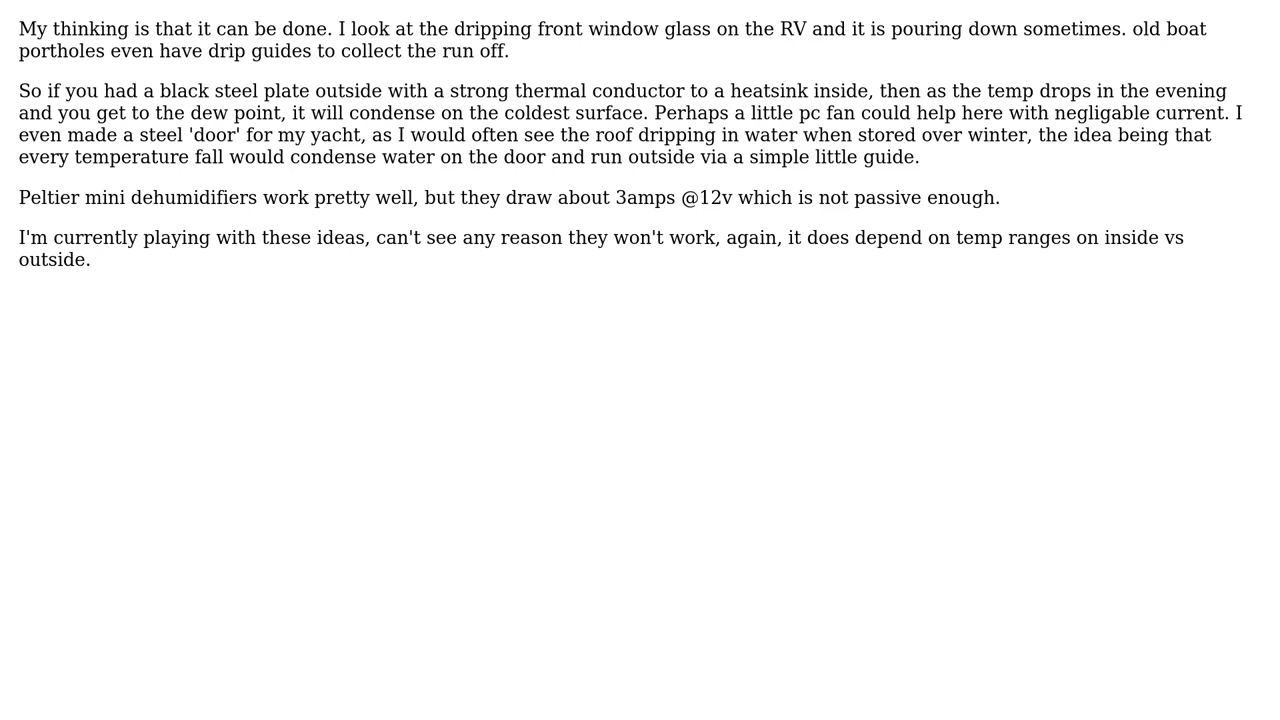 My thinking is that it can be done. I look at the dripping front window glass on the RV and it is pouring down sometimes. old boat
portholes even have drip guides to collect the run off.
So if you had a black steel plate outside with a strong thermal conductor to a heatsink inside, then as the temp drops in the evening
and you get to the dew point, it will condense on the coldest surface. Perhaps a little pc fan could help here with negligable current. I
even made a steel 'door' for my yacht, as I would often see the roof dripping in water when stored over winter, the idea being that
every temperature fall would condense water on the door and run outside via a simple little guide.
Peltier mini dehumidifiers work pretty well, but they draw about 3amps @12v which is not passive enough.
I'm currently playing with these ideas, can't see any reason they won't work, again, it does depend on temp ranges on inside vs
outside.